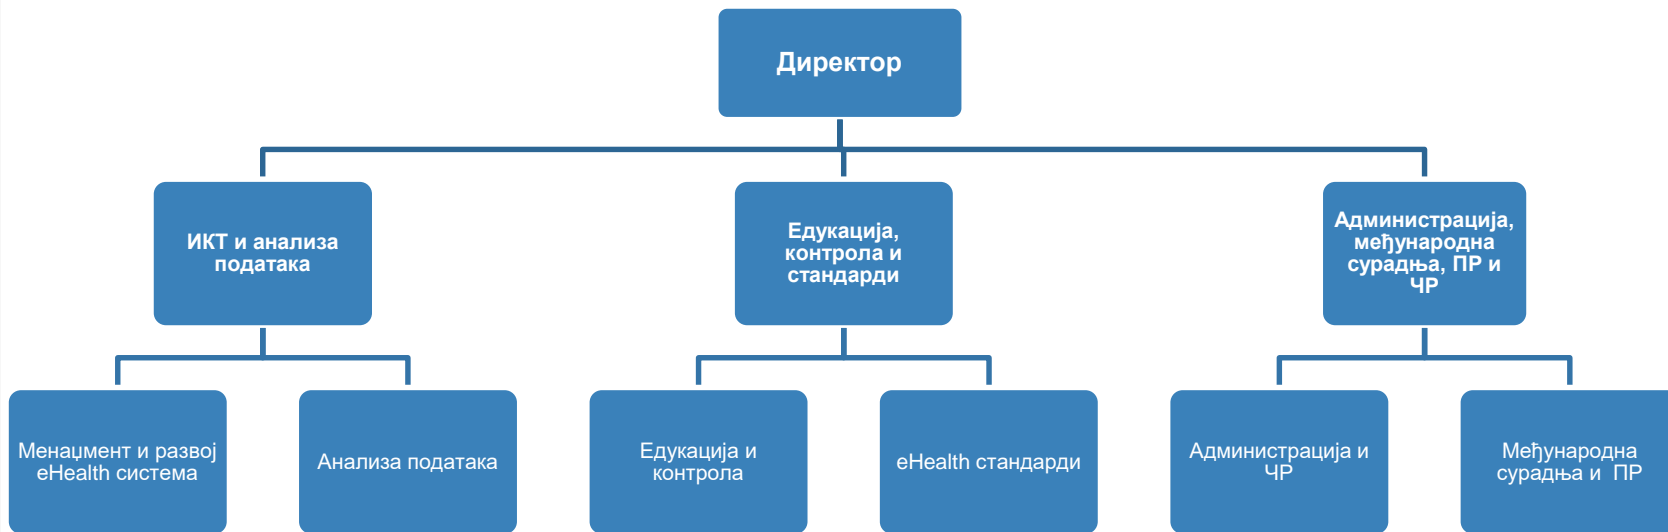 Директор
ИКТ и анализа
података
Едукација,
контрола и
стандарди
Администрација,
међународна
сурадња, ПР и
ЧР
Менаџмент и развој
eHealth система
Анализа података
Едукација и
контрола
eHealth стандарди
Администрација и
ЧР
Међународна
сурадња и  ПР